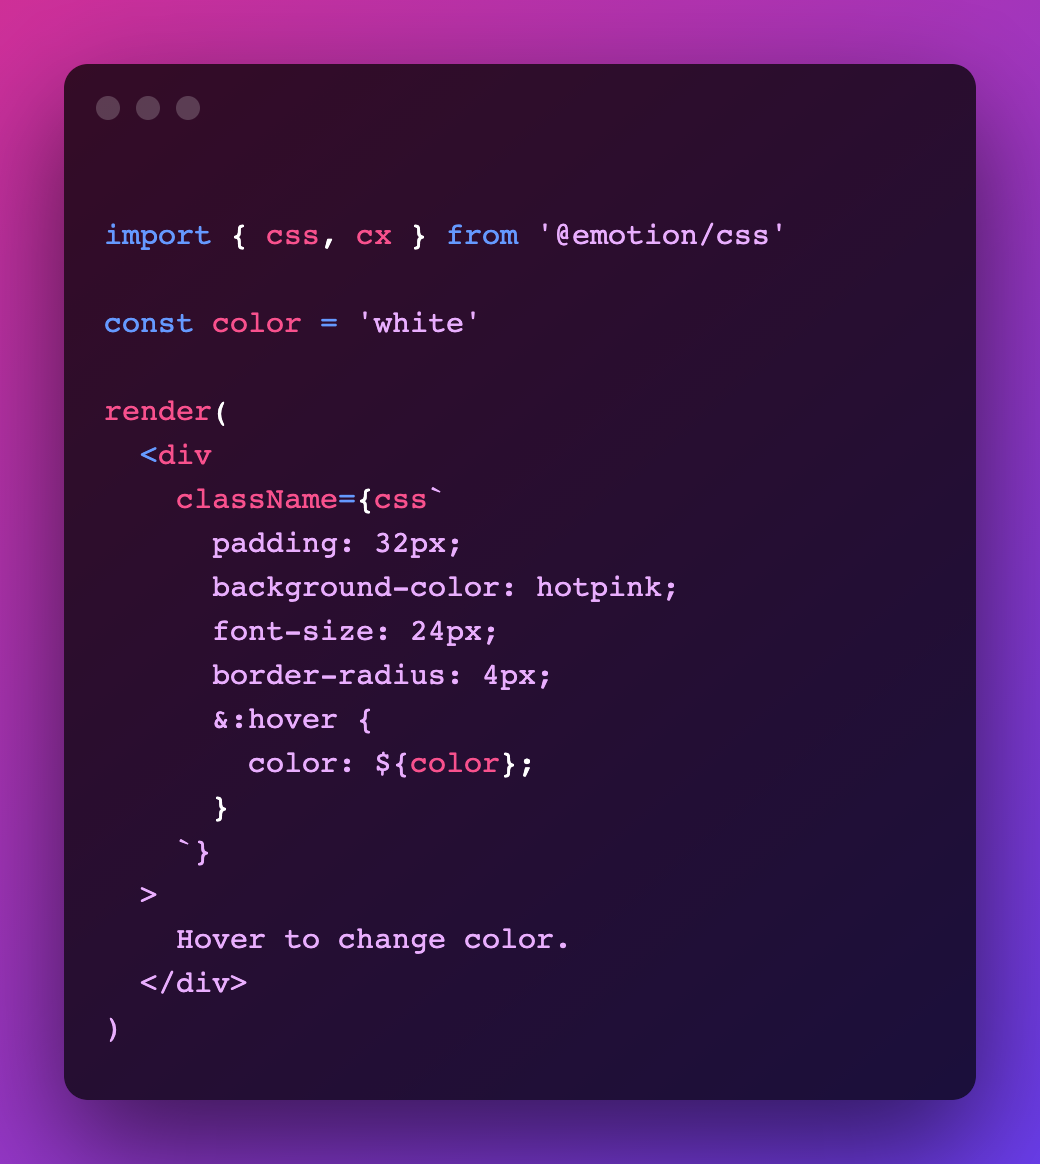 import { css, cx } from '@emotion/css'

const color = 'white'

render(
  <div
    className={css`
      padding: 32px;
      background-color: hotpink;
      font-size: 24px;
      border-radius: 4px;
      &:hover {
        color: ${color};
      }
    `}
  >
    Hover to change color.
  </div>
)